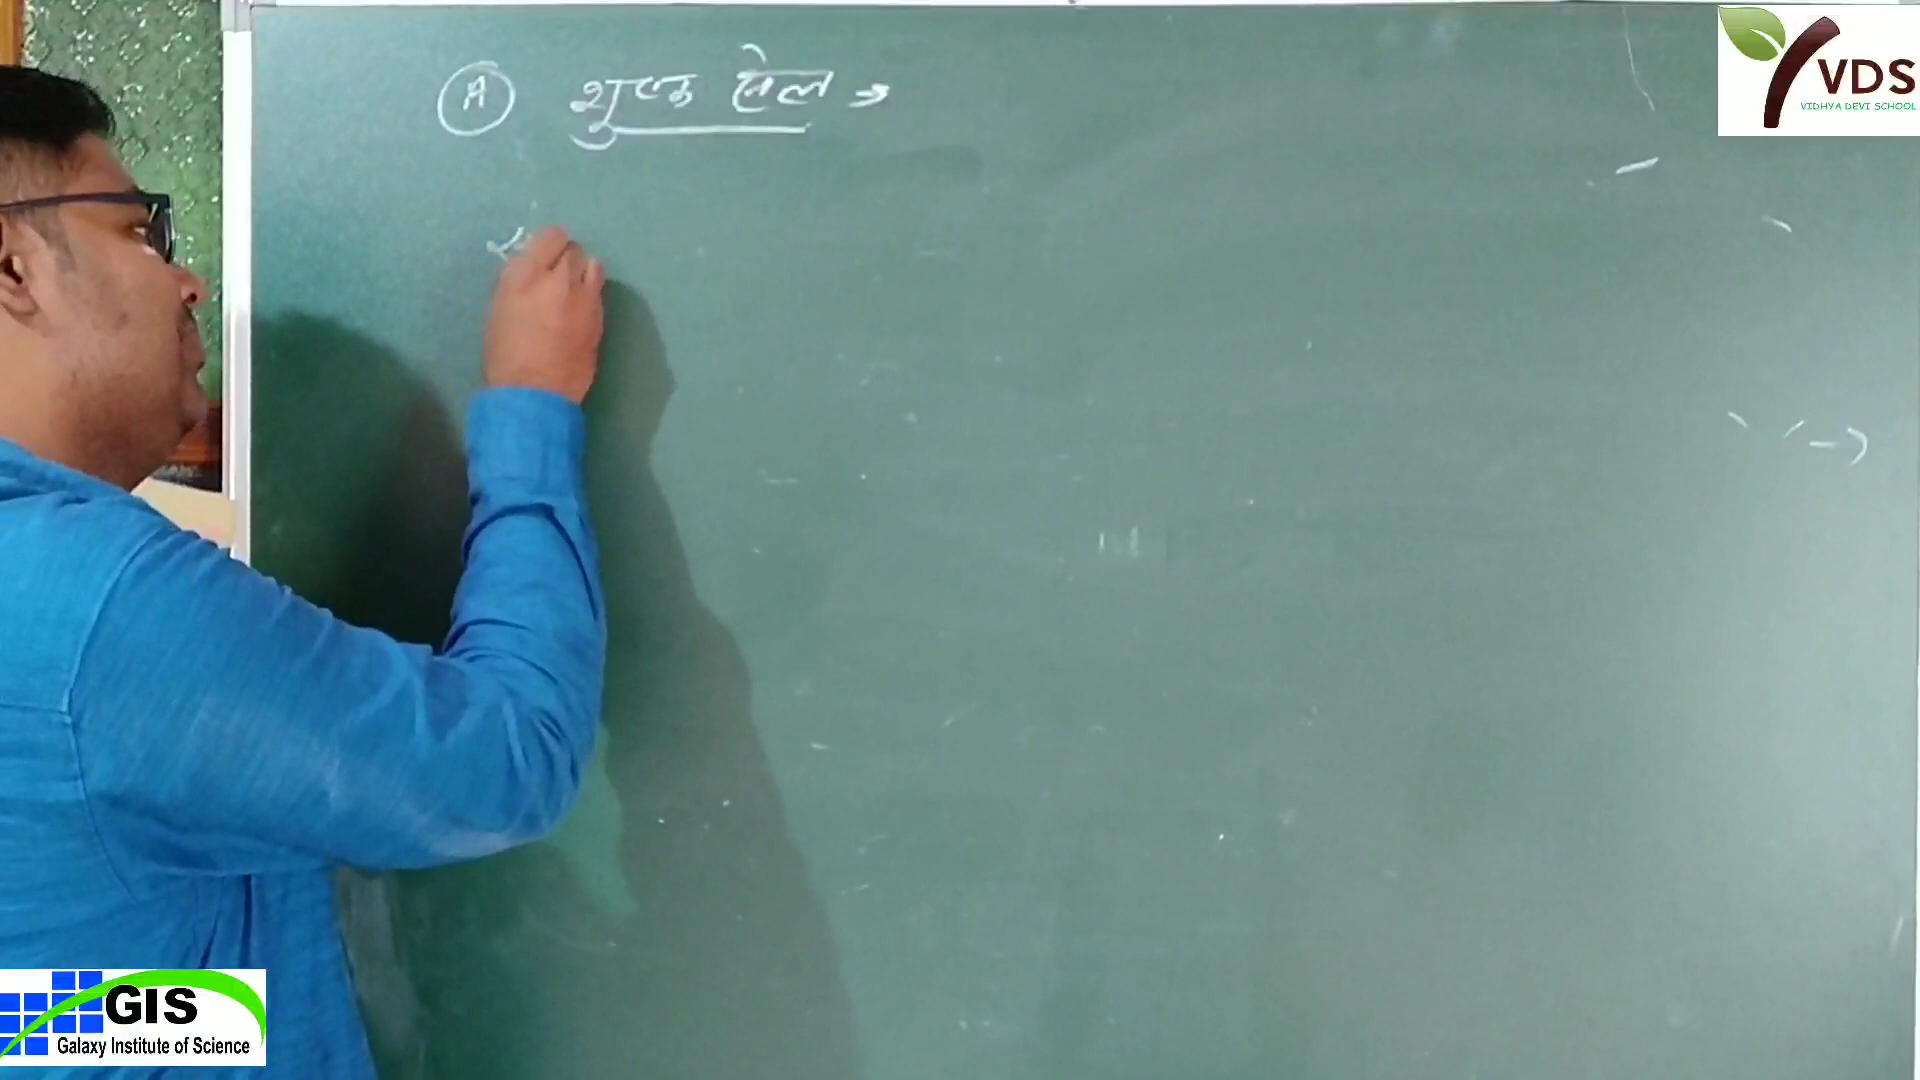 VDS
VIDHYA DEVI SCHOOL
A शुल्क तेल →
GIS
Galaxy Institute of Science